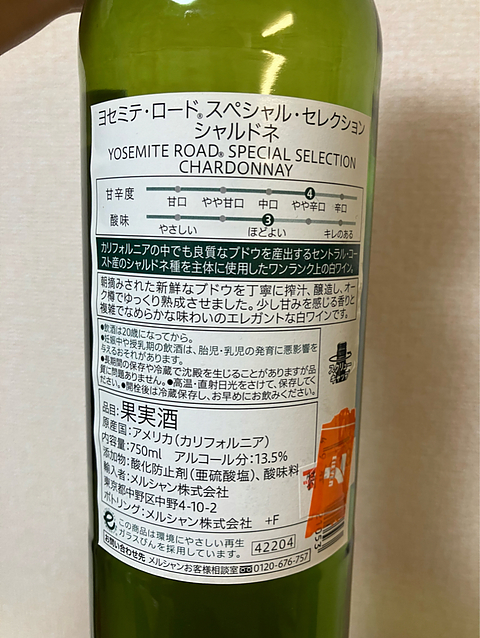 ヨセミテ・ロード®スペシャル・セレクション
シャルドネ
YOSEMITE ROAD® SPECIAL SELECTION
CHARDONNAY
甘辛度 4
甘口 やや甘口 中口 やや辛口 辛口
酸味 3
やさしい ほどよい キレのある
カリフォルニアの中でも良質なブドウを産出するセントラル・コー
スト産のシャルドネ種を主体に使用したワンランク上の白ワイン。
朝摘みされた新鮮なブドウを丁寧に搾汁、醸造し、オー
ク樽でゆっくり熟成させました。少し甘みを感じる香りと
複雑でなめらかな味わいのエレガントな白ワインです。
●飲酒は20歳になってから。
●妊娠中や授乳期の飲酒は、胎児・乳児の発育に悪影響を
与えるおそれがあります。
●長期間の保存や冷蔵で沈殿を生じることがありますが品
質に問題ありません。●高温・直射日光をさけて、保存して
ください。●開栓後は冷蔵保存し、お早めにお飲みください。
スクリュー
キャップ
品目:果実酒
原産国:アメリカ(カリフォルニア)
内容量:750ml アルコール分:13.5%
添加物:酸化防止剤(亜硫酸塩)、酸味料
輸入者:メルシャン株式会社
東京都中野区中野4-10-2
ボトリング:メルシャン株式会社 +F
この商品は環境にやさしい再生
ガラスびんを採用しています。
42204
お問い合わせ先 メルシャンお客様相談室 0120-676-757